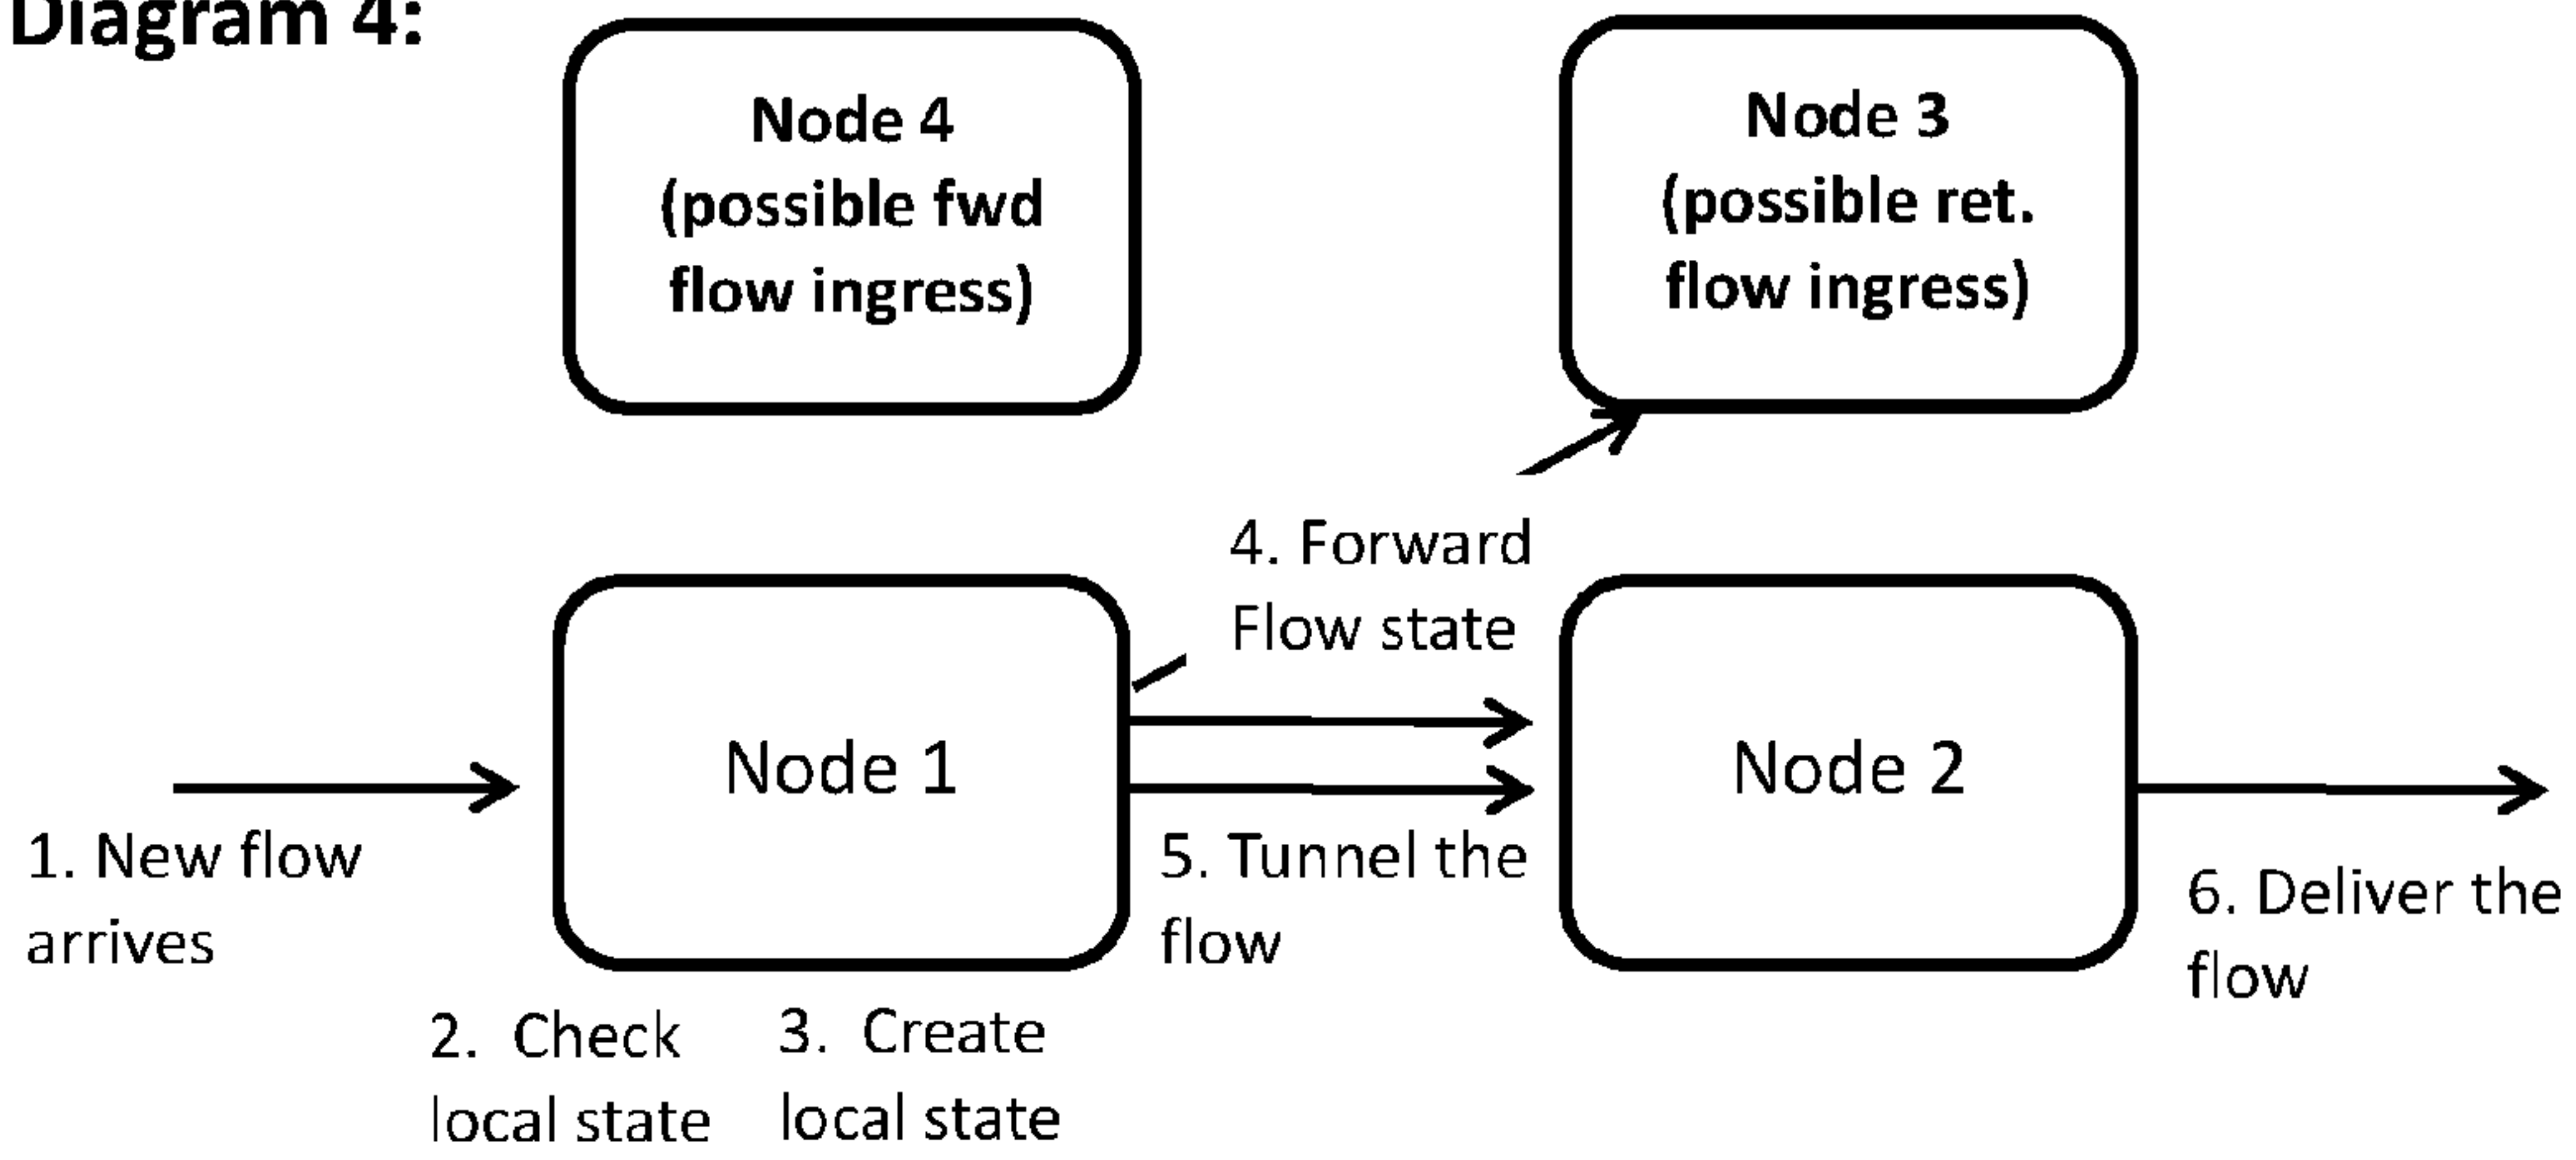 Diagram 4:
Node 4
(possible fwd
flow ingress)
Node 3
(possible ret.
flow ingress)
4. Forward
Flow state
Node 1
Node 2
1. New flow
arrives
5. Tunnel the
flow
6. Deliver the
flow
2. Check
local state
3. Create
local state